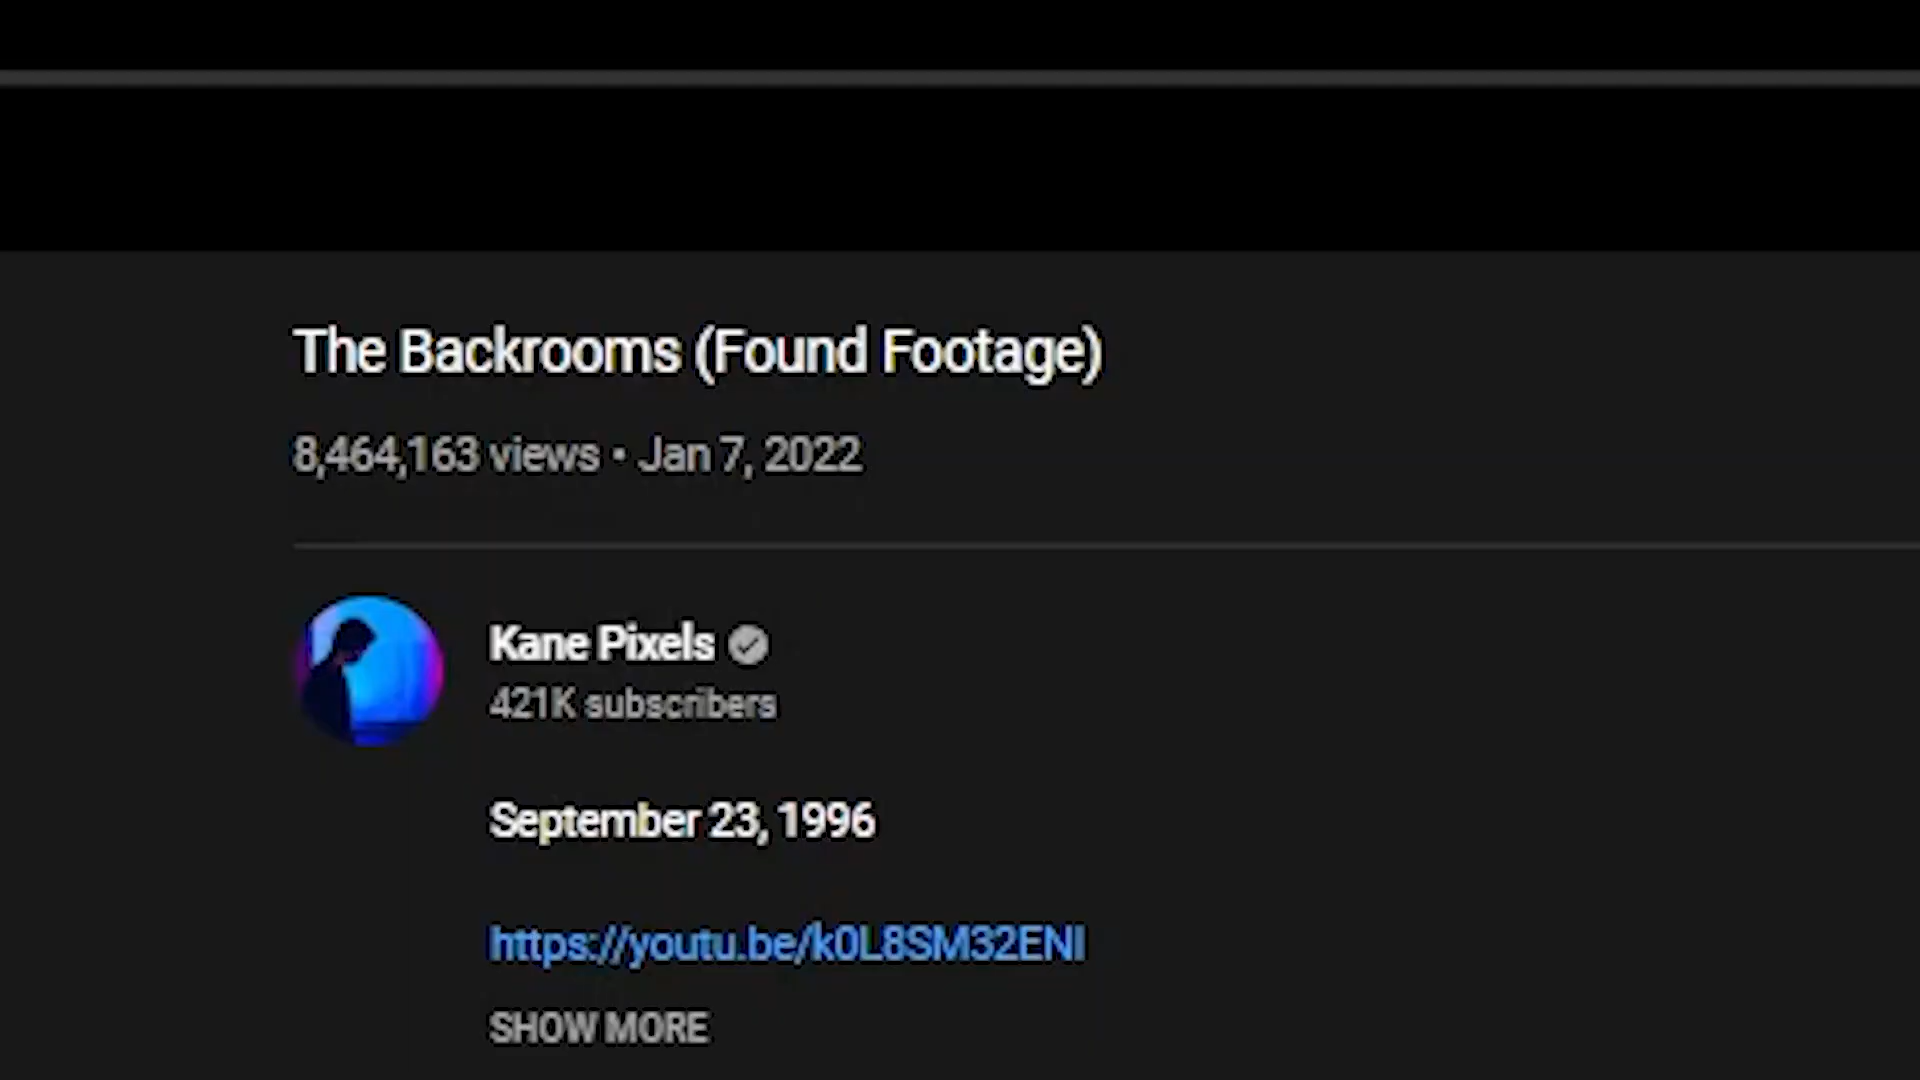 The Backrooms (Found Footage)
8,464,163 views • Jan 7, 2022
Kane Pixels
421K subscribers
September 23, 1996
https://youtu.be/k0L8SM32ENI
SHOW MORE